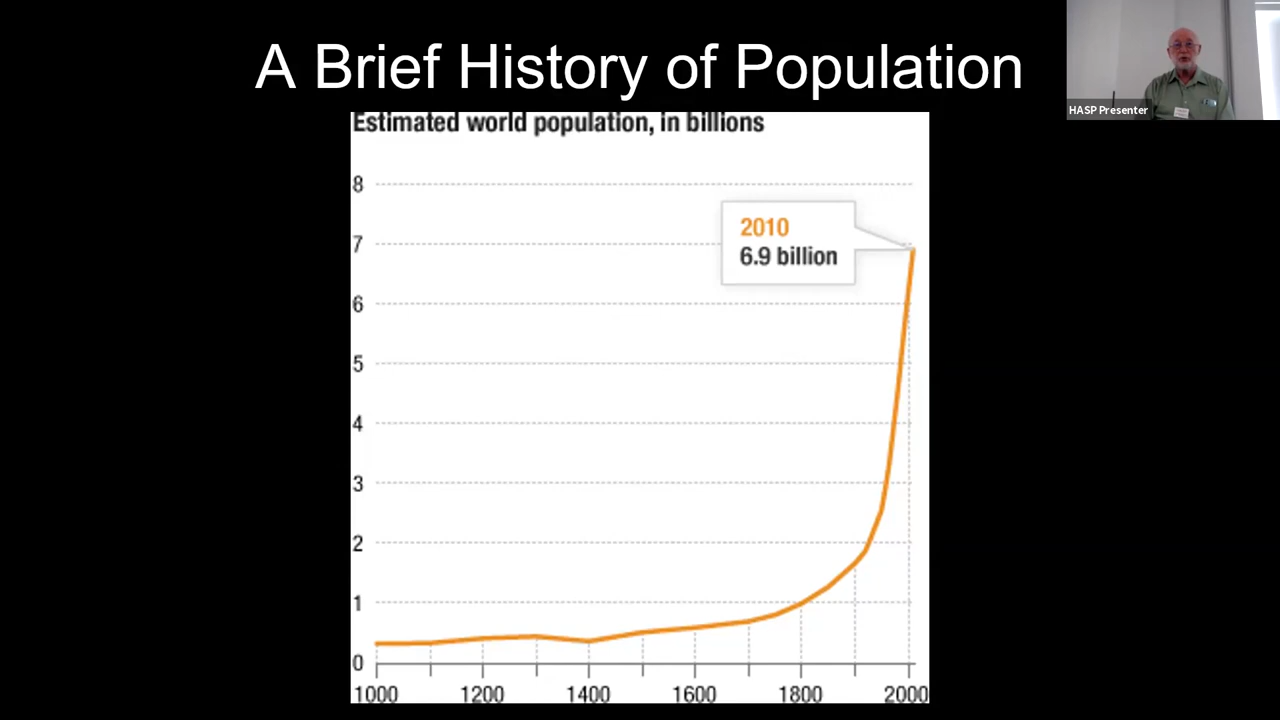 A Brief History of Population
HASP Presenter
Estimated world population, in billions
8
2010
7
6.9 billion
6
5
4
3
2
1
0
1000 1200 1400 1600 1800 2000